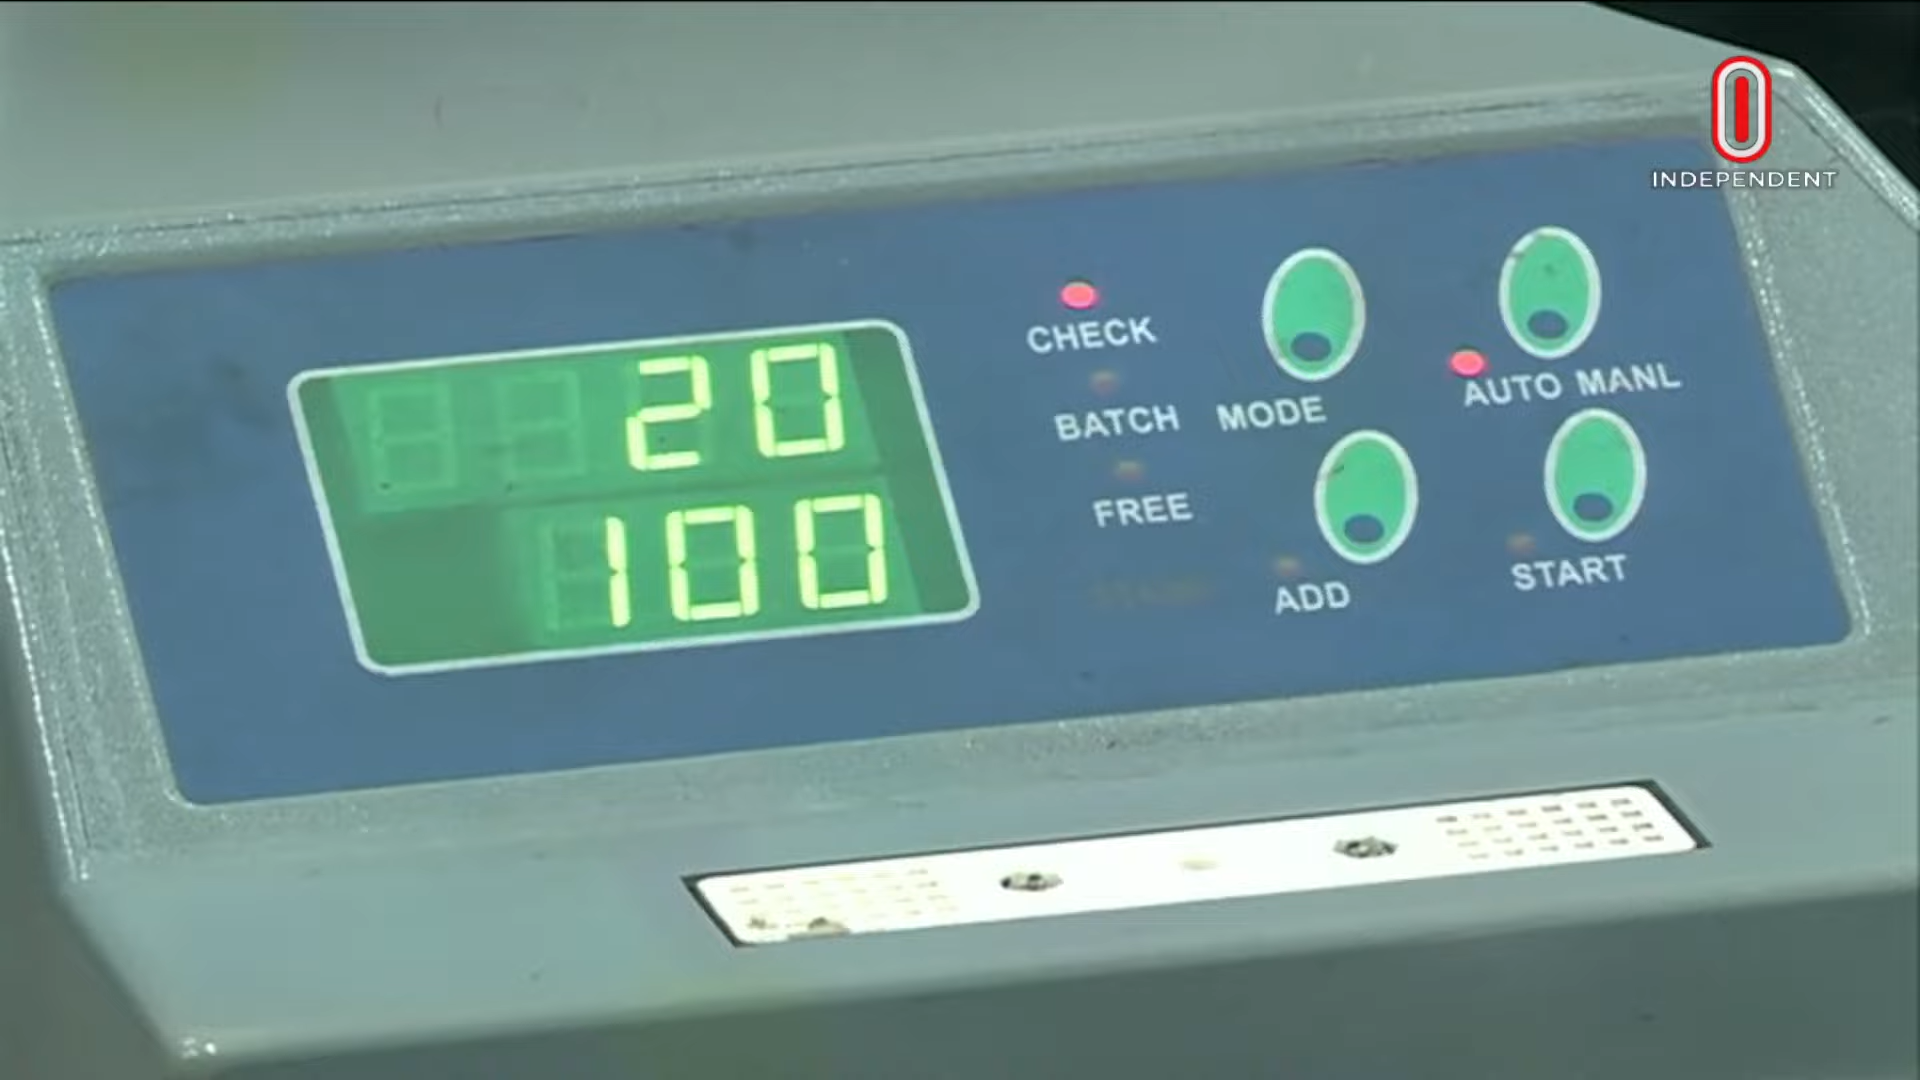 INDEPENDENT
20
100
CHECK
BATCH
FREE
MODE
ADD
AUTO MANL
START